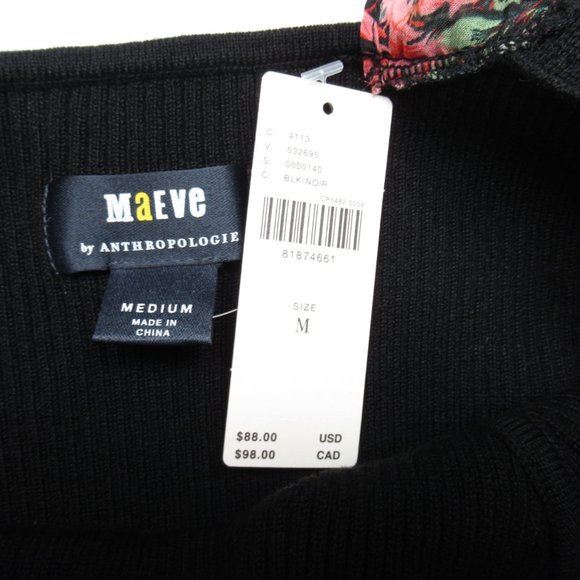 MaEVe
by ANTHROPOLOGIE
MEDIUM
MADE IN
CHINA
C: 4113
V: 032695
S: 0000140
C: BLK/NOIR
81874661
SIZE
M
$88.00 USD
$98.00 CAD